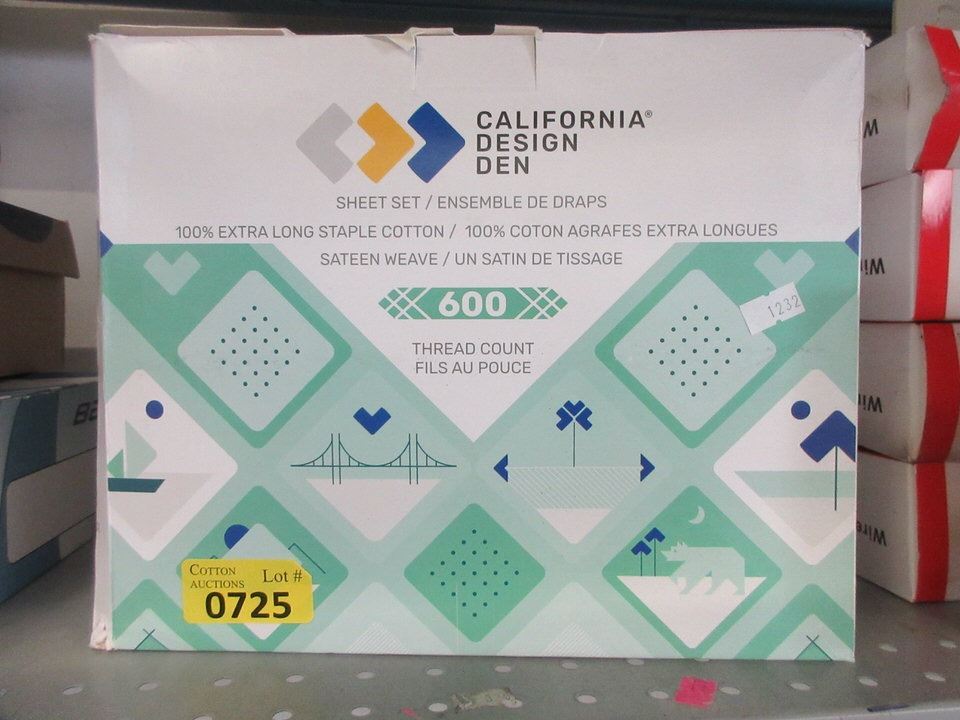 CALIFORNIA®
DESIGN
DEN
SHEET SET / ENSEMBLE DE DRAPS
100% EXTRA LONG STAPLE COTTON / 100% COTON AGRAFES EXTRA LONGUES
SATEEN WEAVE / UN SATIN DE TISSAGE
600
THREAD COUNT
FILS AU POUCE
1232
COTTON
AUCTIONS
Lot #
0725
Wire